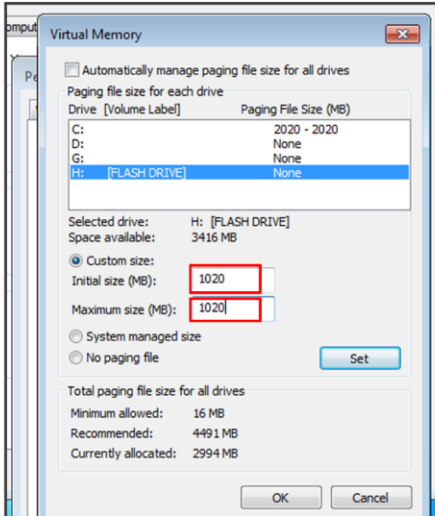 omput
Virtual Memory
Pe
Automatically manage paging file size for all drives
Paging file size for each drive
Drive [Volume Label] Paging File Size (MB)
C: 2020 - 2020
D: None
G: None
H: [FLASH DRIVE] None
Selected drive: H: [FLASH DRIVE]
Space available: 3416 MB
Custom size:
Initial size (MB): 1020
Maximum size (MB): 1020
System managed size
No paging file
Set
Total paging file size for all drives
Minimum allowed: 16 MB
Recommended: 4491 MB
Currently allocated: 2994 MB
OK Cancel